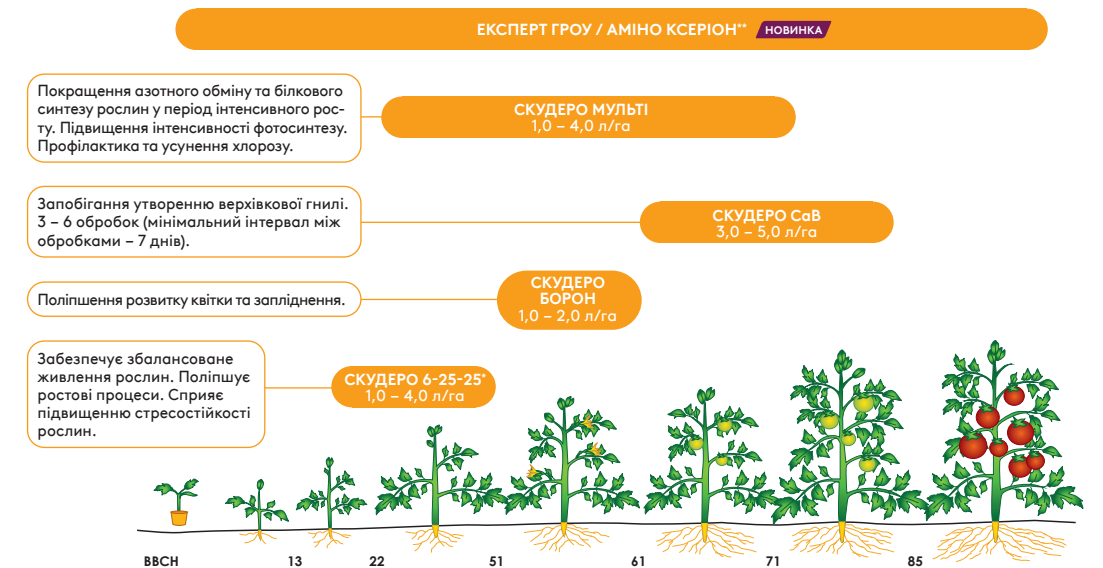 ЕКСПЕРТ ГРОУ / АМІНО КСЕРІОН** НОВИНКА
Покращення азотного обміну та білкового
синтезу рослин у період інтенсивного рос-
ту. Підвищення інтенсивності фотосинтезу.
Профілактика та усунення хлорозу.
СКУДЕРО МУЛЬТІ
1,0 – 4,0 л/га
Запобігання утворенню верхівкової гнилі.
3 – 6 обробок (мінімальний інтервал між
обробками – 7 днів).
СКУДЕРО СаВ
3,0 – 5,0 л/га
Поліпшення розвитку квітки та запліднення.
СКУДЕРО
БОРОН
1,0 – 2,0 л/га
Забезпечує збалансоване
живлення рослин. Поліпшує
ростові процеси. Сприяє
підвищенню стресостійкості
рослин.
СКУДЕРО 6-25-25*
1,0 – 4,0 л/га
ВВСН 13 22 51 61 71 85